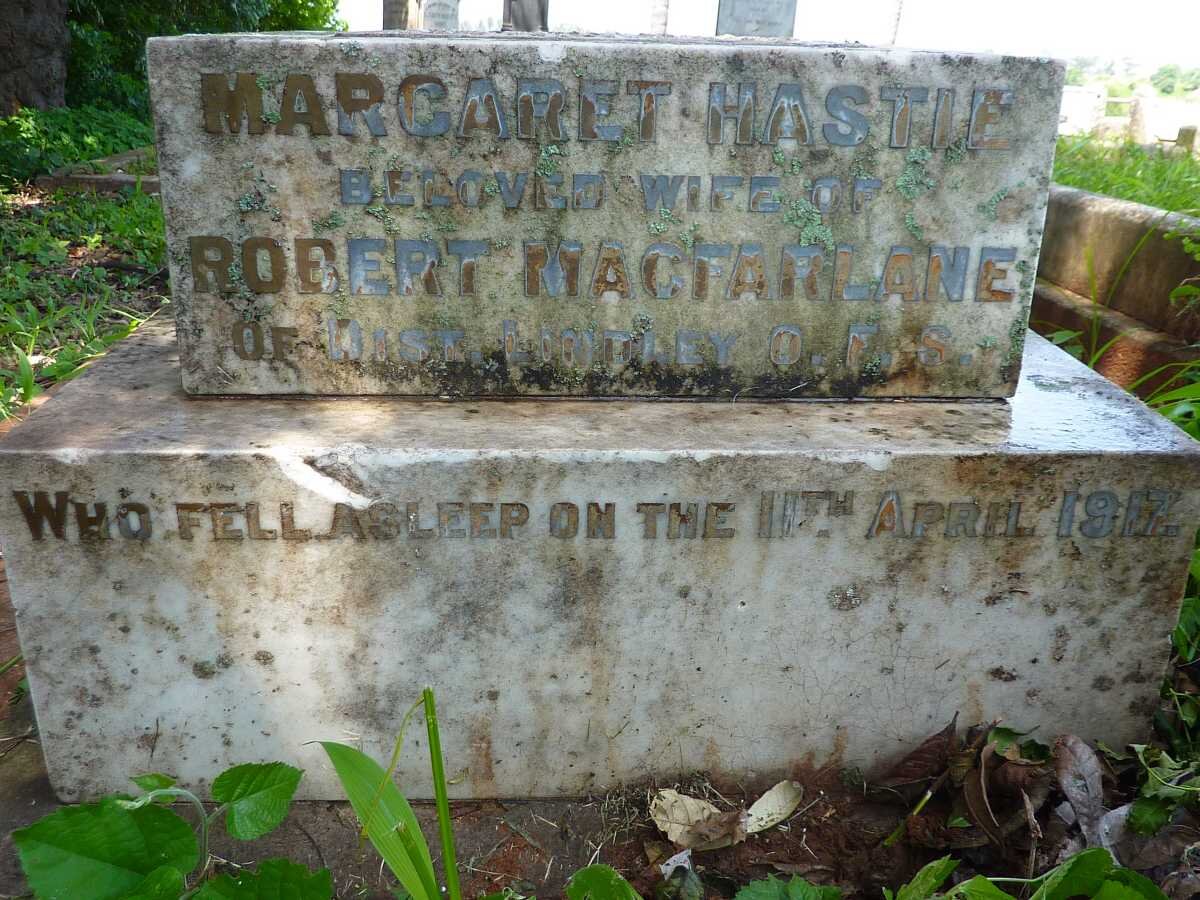 MARGARET HASTIE
BELOVED WIFE OF
ROBERT MACFARLANE
OF DIST. LINDLEY O.F.S.
WHO FELL ASLEEP ON THE 11TH APRIL 1917.